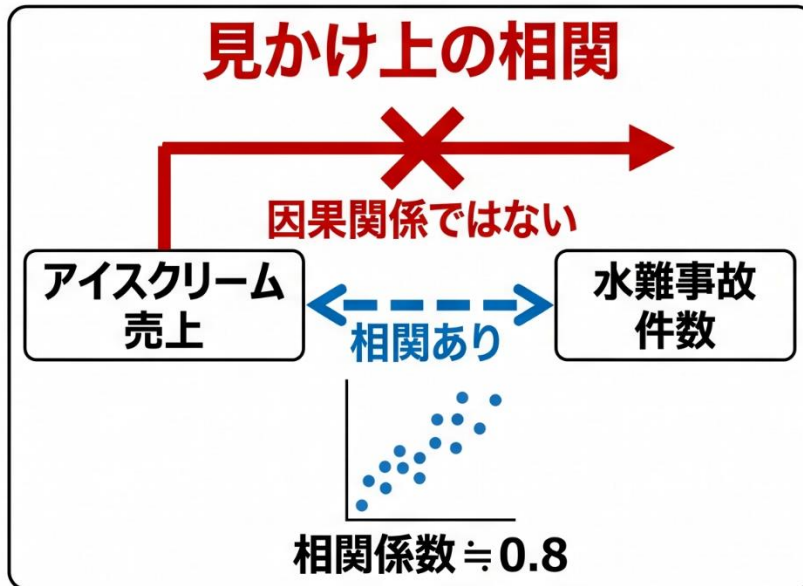 見かけ上の相関
因果関係ではない
アイスクリーム
売上
相関あり
水難事故
件数
相関係数≒0.8